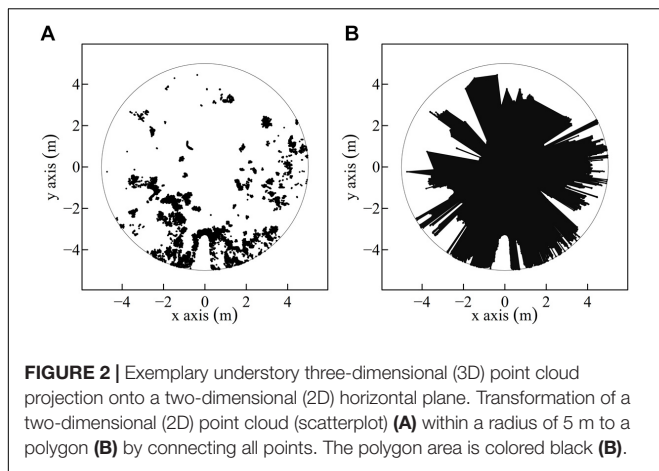 A
B
4
2
0
−2
−4
y axis (m)
−4 −2 0 2 4
x axis (m)
4
2
0
−2
−4
y axis (m)
−4 −2 0 2 4
x axis (m)
FIGURE 2 | Exemplary understory three-dimensional (3D) point cloud
projection onto a two-dimensional (2D) horizontal plane. Transformation of a
two-dimensional (2D) point cloud (scatterplot) (A) within a radius of 5 m to a
polygon (B) by connecting all points. The polygon area is colored black (B).